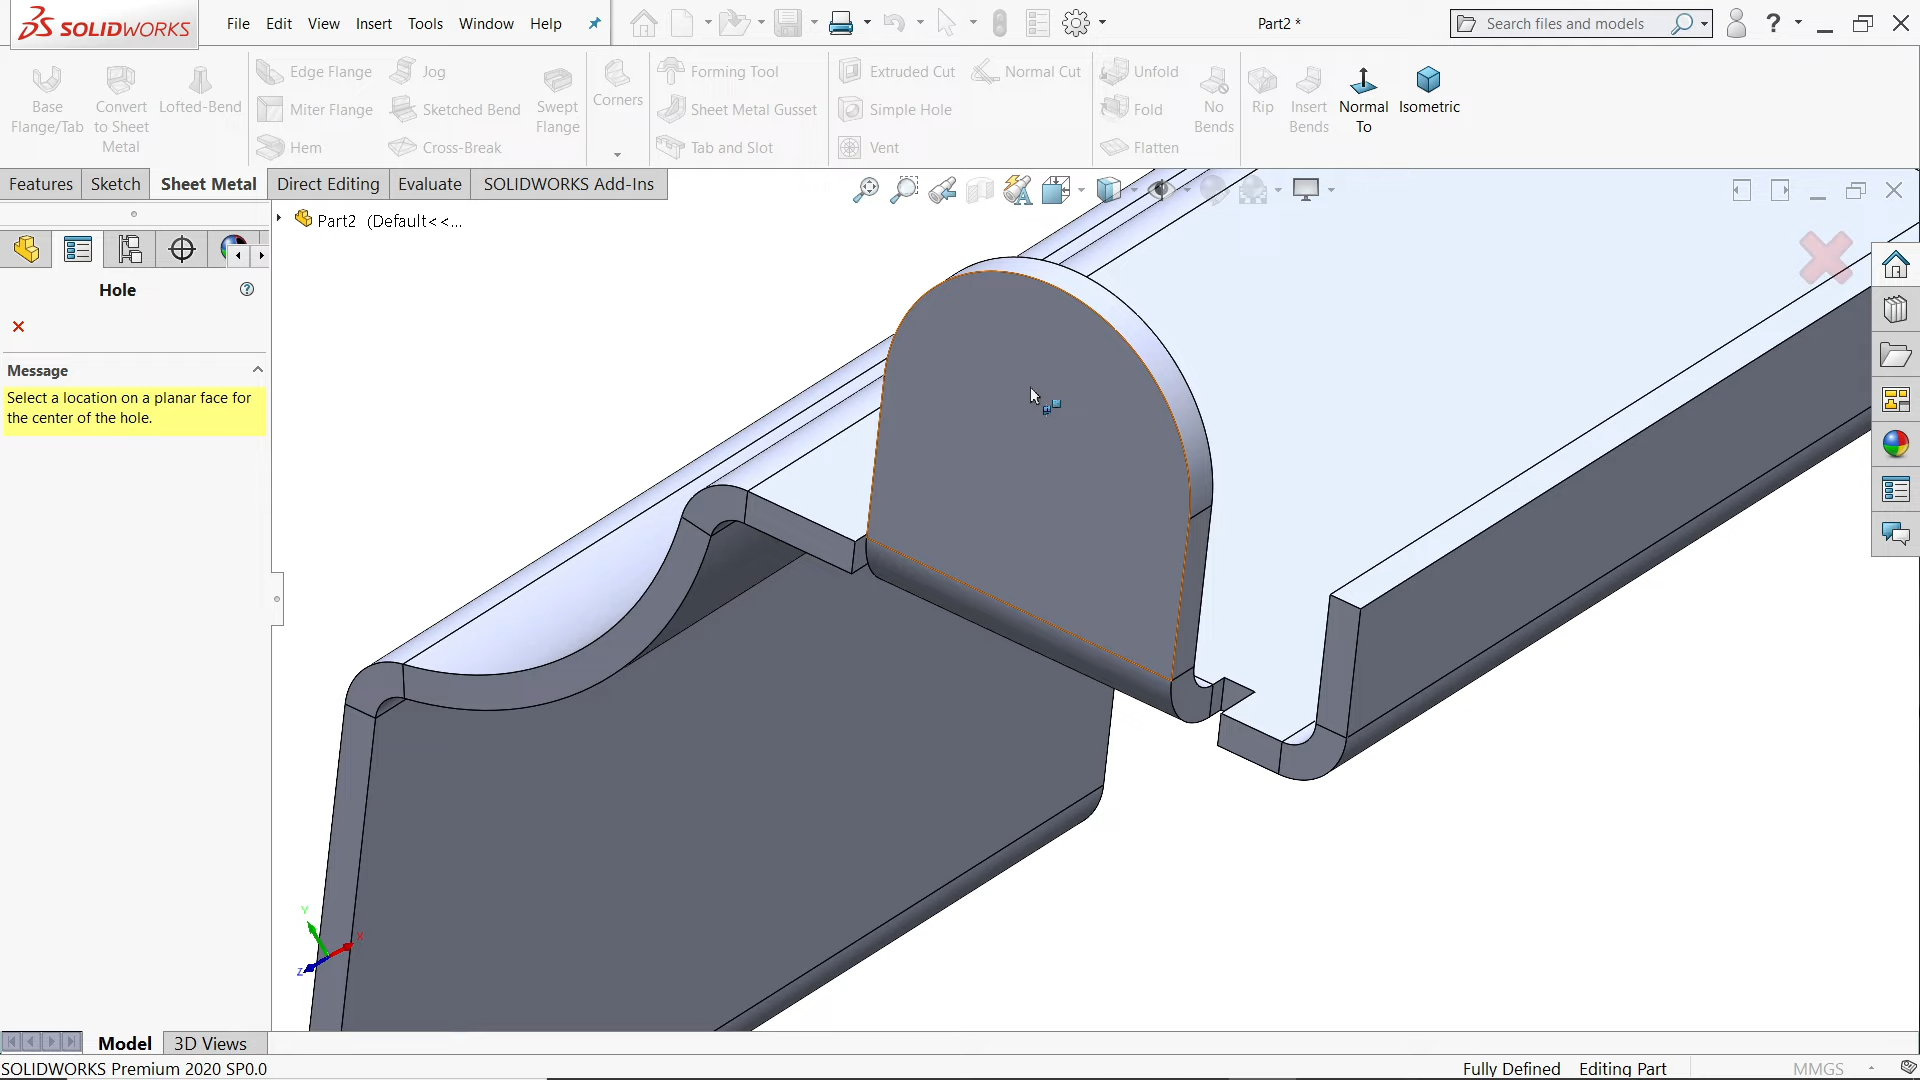 SOLIDWORKS File Edit View Insert Tools Window Help Part2 * Search files and models ?
Base Flange/Tab
Convert to Sheet Metal
Lofted-Bend
Edge Flange
Miter Flange
Hem
Jog
Sketched Bend
Cross-Break
Swept Flange
Corners
Forming Tool
Sheet Metal Gusset
Tab and Slot
Extruded Cut
Simple Hole
Vent
Normal Cut
Unfold
Fold
Flatten
No Bends
Rip
Insert Bends
Normal To
Isometric
Features Sketch Sheet Metal Direct Editing Evaluate SOLIDWORKS Add-Ins
Part2 (Default<<...
Hole ?
Message
Select a location on a planar face for
the center of the hole.
Y
X
Z
Model 3D Views
SOLIDWORKS Premium 2020 SP0.0 Fully Defined Editing Part MMGS